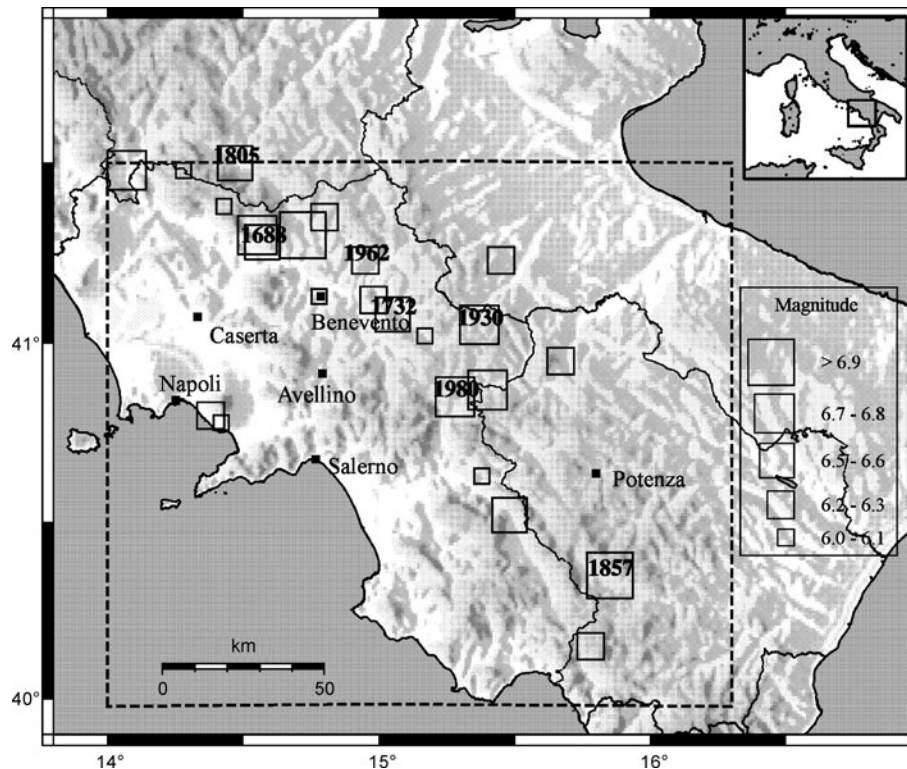 1805
1688
1962
1732
Benevento
1930
Caserta
Napoli
Avellino
1980
Salerno
Potenza
1857
km
0
50
Magnitude
> 6.9
6.7 - 6.8
6.5 - 6.6
6.2 - 6.3
6.0 - 6.1
41°
40°
14°
15°
16°